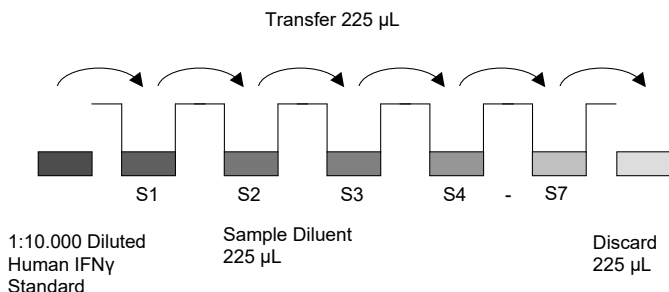 Transfer 225 µL
S1 S2 S3 S4 - S7
1:10.000 Diluted
Human IFNγ
Standard
Sample Diluent
225 µL
Discard
225 µL